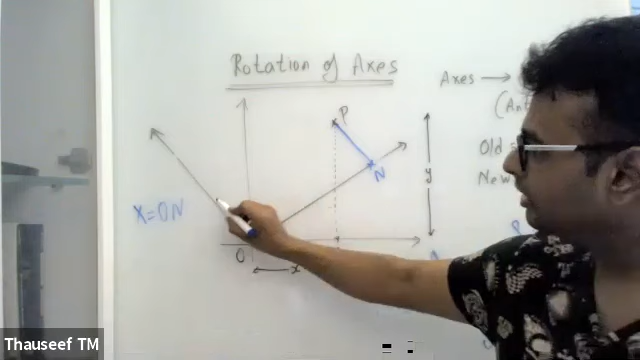 Rotation of Axes
Axes →
(Ant
P
Old =
New
N
y
X=ON
O
x
Thauseef TM